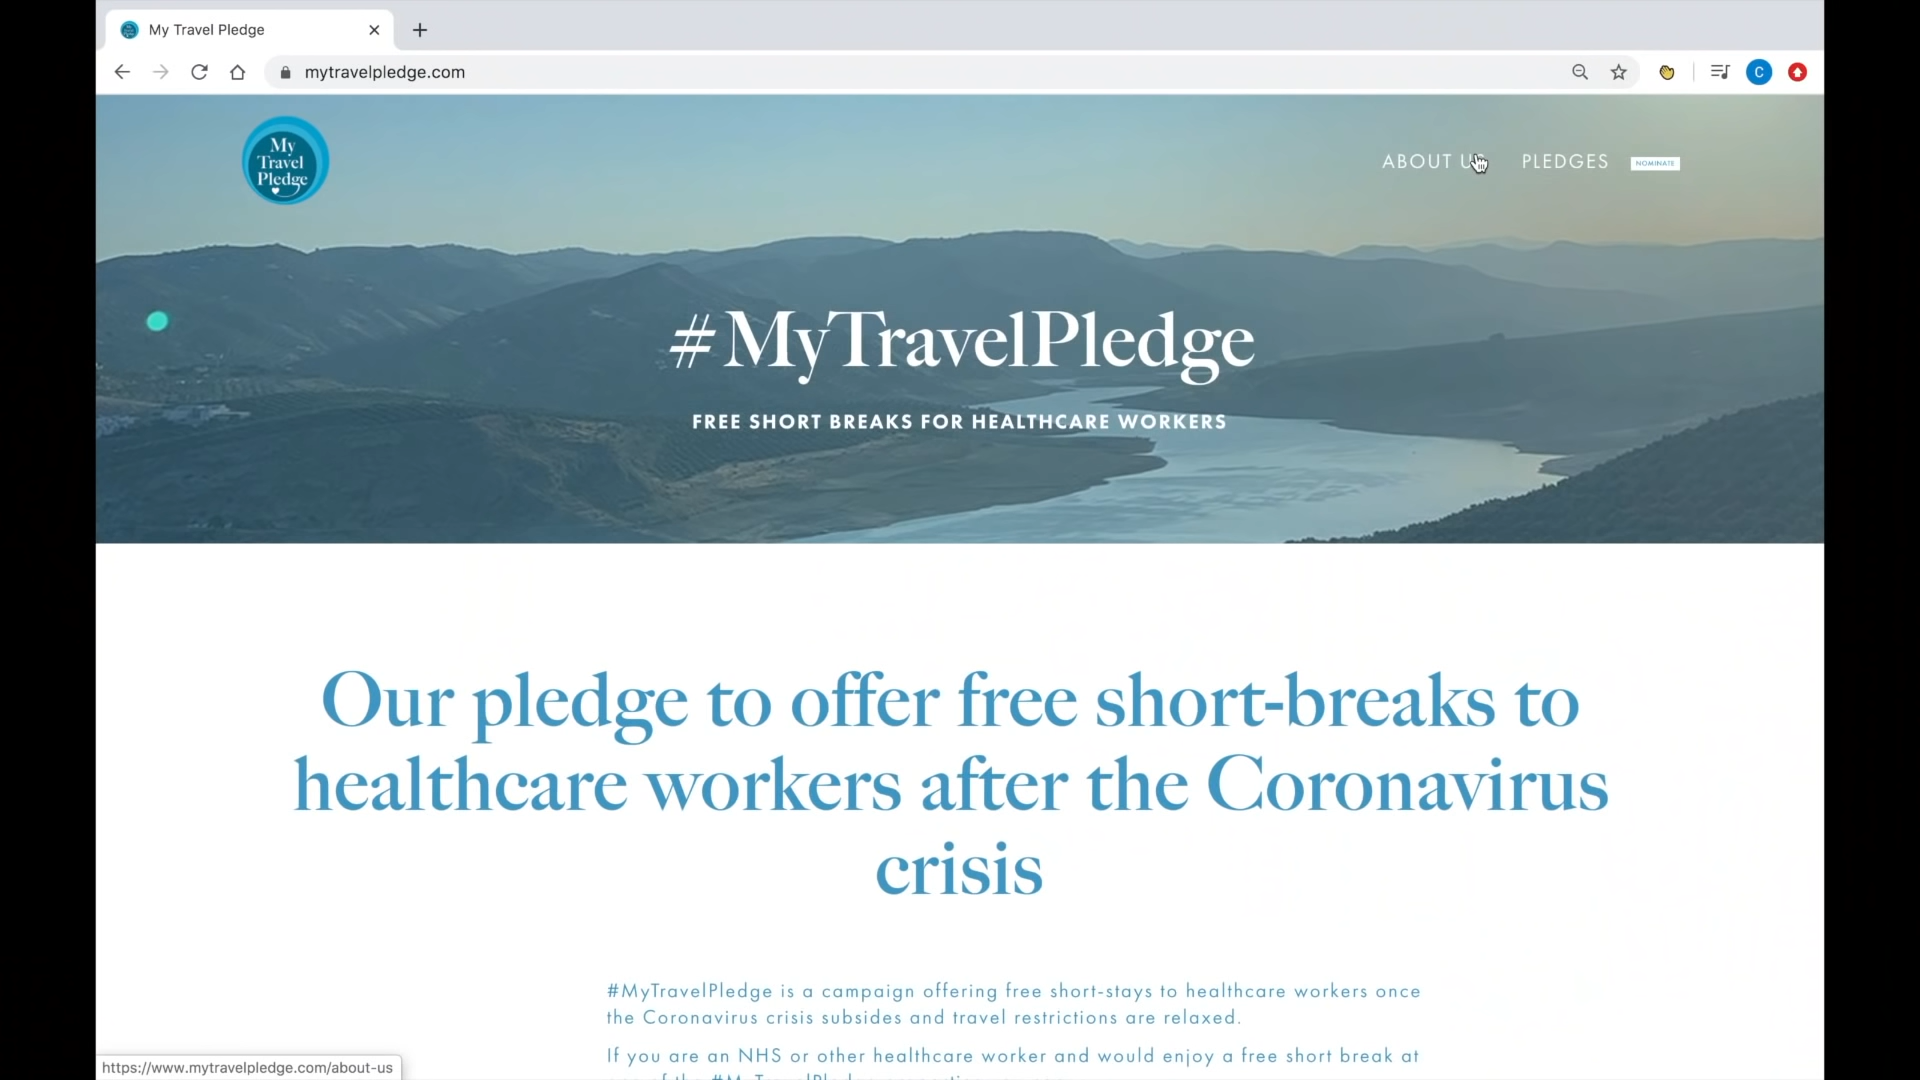 My Travel Pledge
mytravelpledge.com
C
My
Travel
Pledge
ABOUT US
PLEDGES
NOMINATE
#MyTravelPledge
FREE SHORT BREAKS FOR HEALTHCARE WORKERS
Our pledge to offer free short-breaks to
healthcare workers after the Coronavirus
crisis
#MyTravelPledge is a campaign offering free short-stays to healthcare workers once
the Coronavirus crisis subsides and travel restrictions are relaxed.
If you are an NHS or other healthcare worker and would enjoy a free short break at
https://www.mytravelpledge.com/about-us